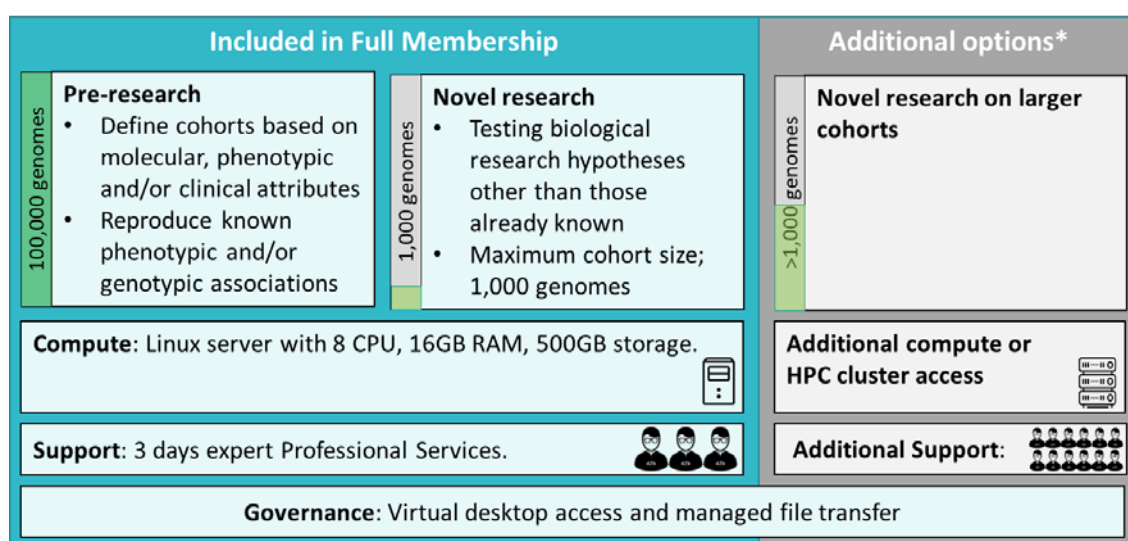 Included in Full Membership
Additional options*
100,000 genomes
Pre-research
• Define cohorts based on
molecular, phenotypic
and/or clinical attributes
• Reproduce known
phenotypic and/or
genotypic associations
1,000 genomes
Novel research
• Testing biological
research hypotheses
other than those
already known
• Maximum cohort size;
1,000 genomes
>1,000 genomes
Novel research on larger
cohorts
Compute: Linux server with 8 CPU, 16GB RAM, 500GB storage.
Additional compute or
HPC cluster access
Support: 3 days expert Professional Services.
Additional Support:
Governance: Virtual desktop access and managed file transfer